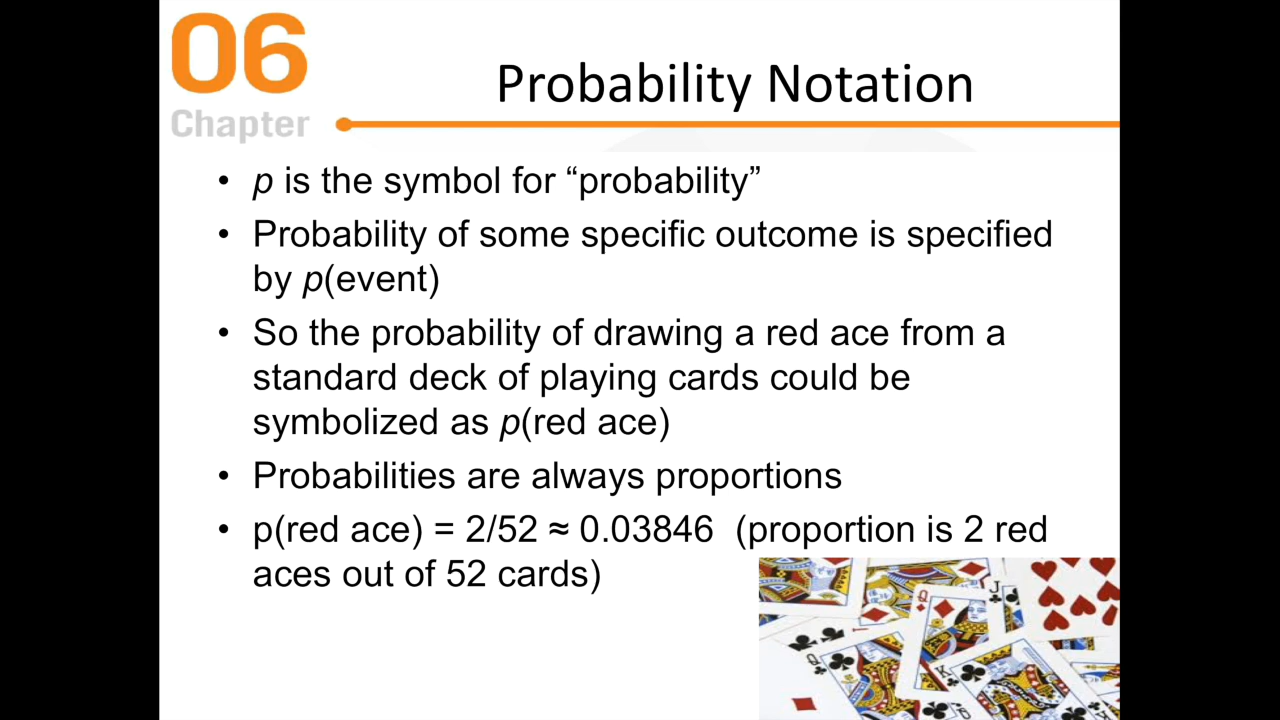 06
Chapter
Probability Notation
• p is the symbol for “probability”
• Probability of some specific outcome is specified
by p(event)
• So the probability of drawing a red ace from a
standard deck of playing cards could be
symbolized as p(red ace)
• Probabilities are always proportions
• p(red ace) = 2/52 ≈ 0.03846 (proportion is 2 red
aces out of 52 cards)
Q
J
Q
K